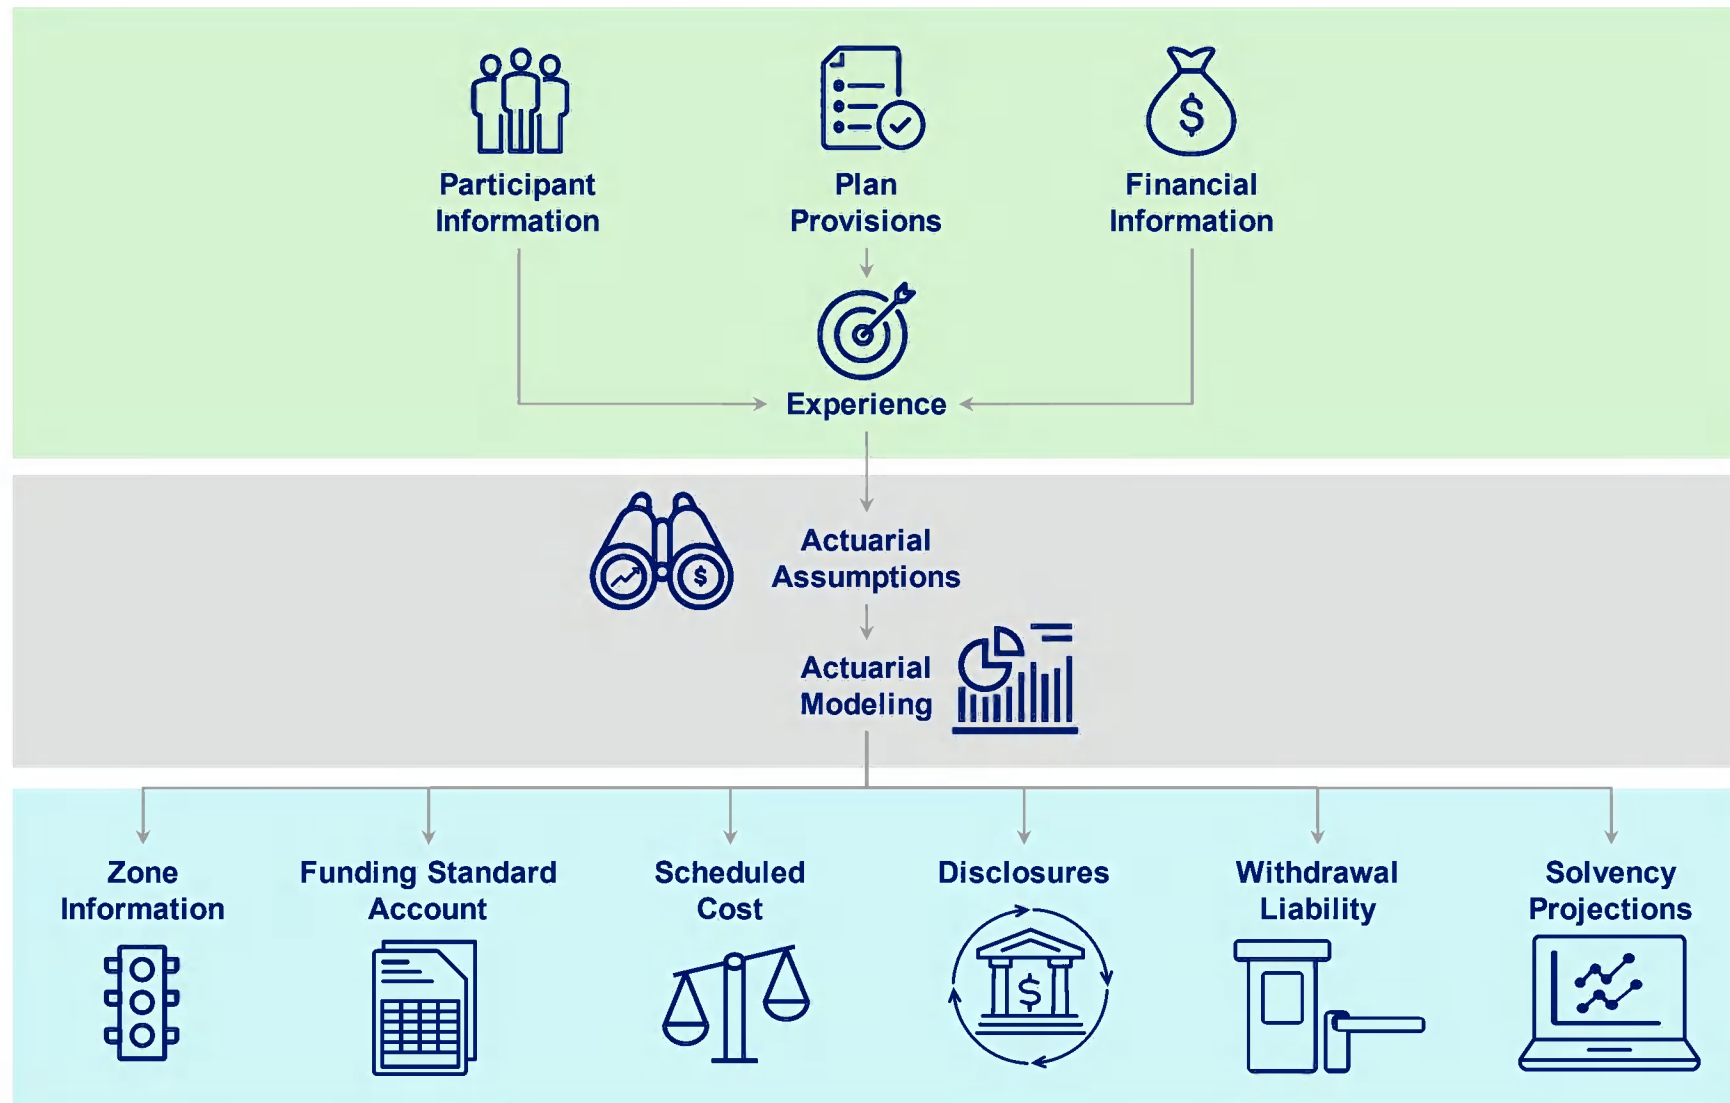 Participant
Information
Plan
Provisions
$
Financial
Information
Experience
$
Actuarial
Assumptions
Actuarial
Modeling
Zone
Information
Funding Standard
Account
Scheduled
Cost
Disclosures
$
Withdrawal
Liability
Solvency
Projections